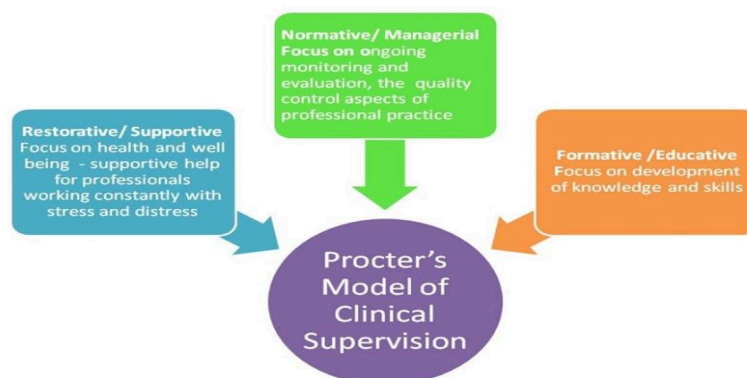 Normative/ Managerial
Focus on ongoing
monitoring and
evaluation, the quality
control aspects of
professional practice
Restorative/ Supportive
Focus on health and well
being - supportive help
for professionals
working constantly with
stress and distress
Formative /Educative
Focus on development
of knowledge and skills
Procter's
Model of
Clinical
Supervision